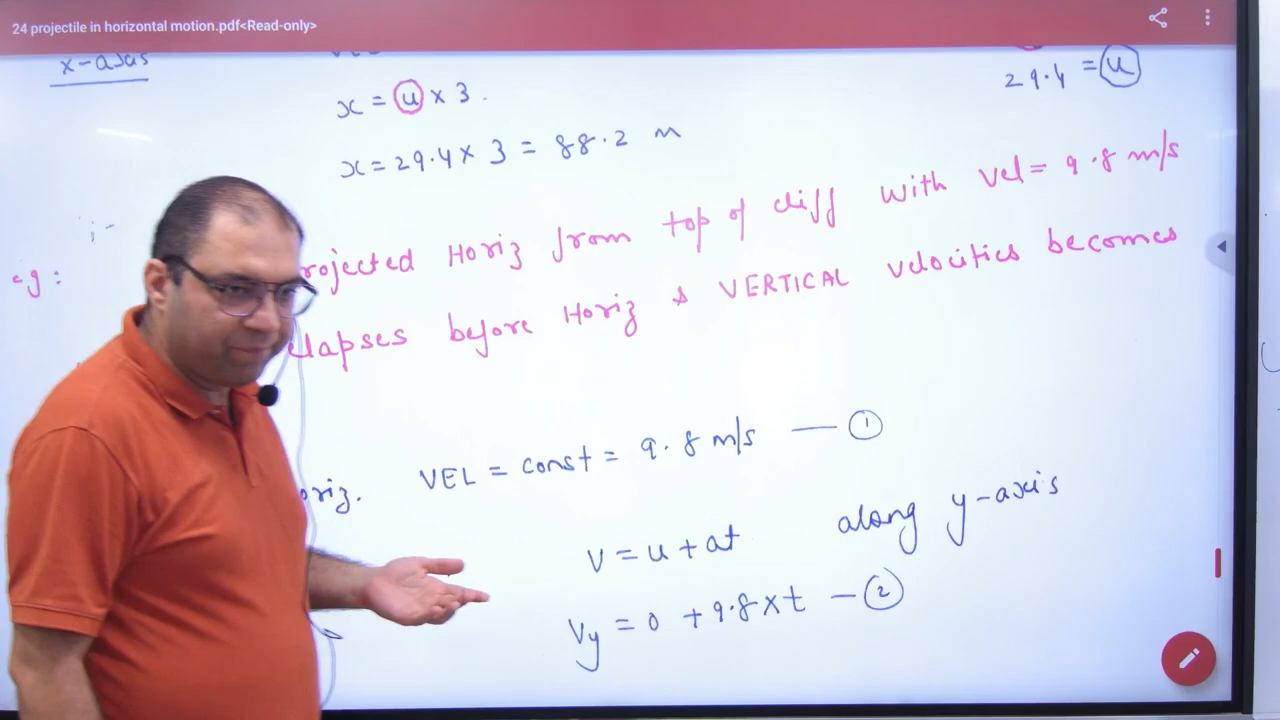 24 projectile in horizontal motion.pdf<Read-only>
x-axis
x = u × 3.
29.4 = u
x = 29.4 × 3 = 88.2 m
eg: rojected Horiz from top of cliff with Vel = 9.8 m/s
elapses before Horiz & VERTICAL velocities becomes
oriz. VEL = const = 9.8 m/s — ①
V = u + at along y-axis
Vy = 0 + 9.8 × t — ②